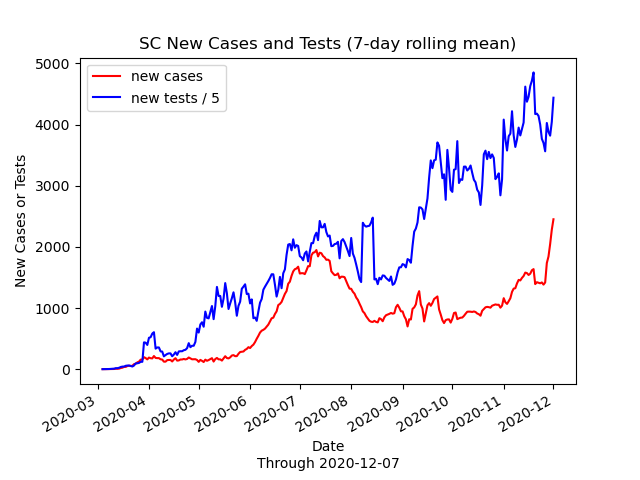 SC New Cases and Tests (7-day rolling mean)
new cases
new tests / 5
New Cases or Tests
5000
4000
3000
2000
1000
0
2020-03
2020-04
2020-05
2020-06
2020-07
2020-08
2020-09
2020-10
2020-11
2020-12
Date
Through 2020-12-07